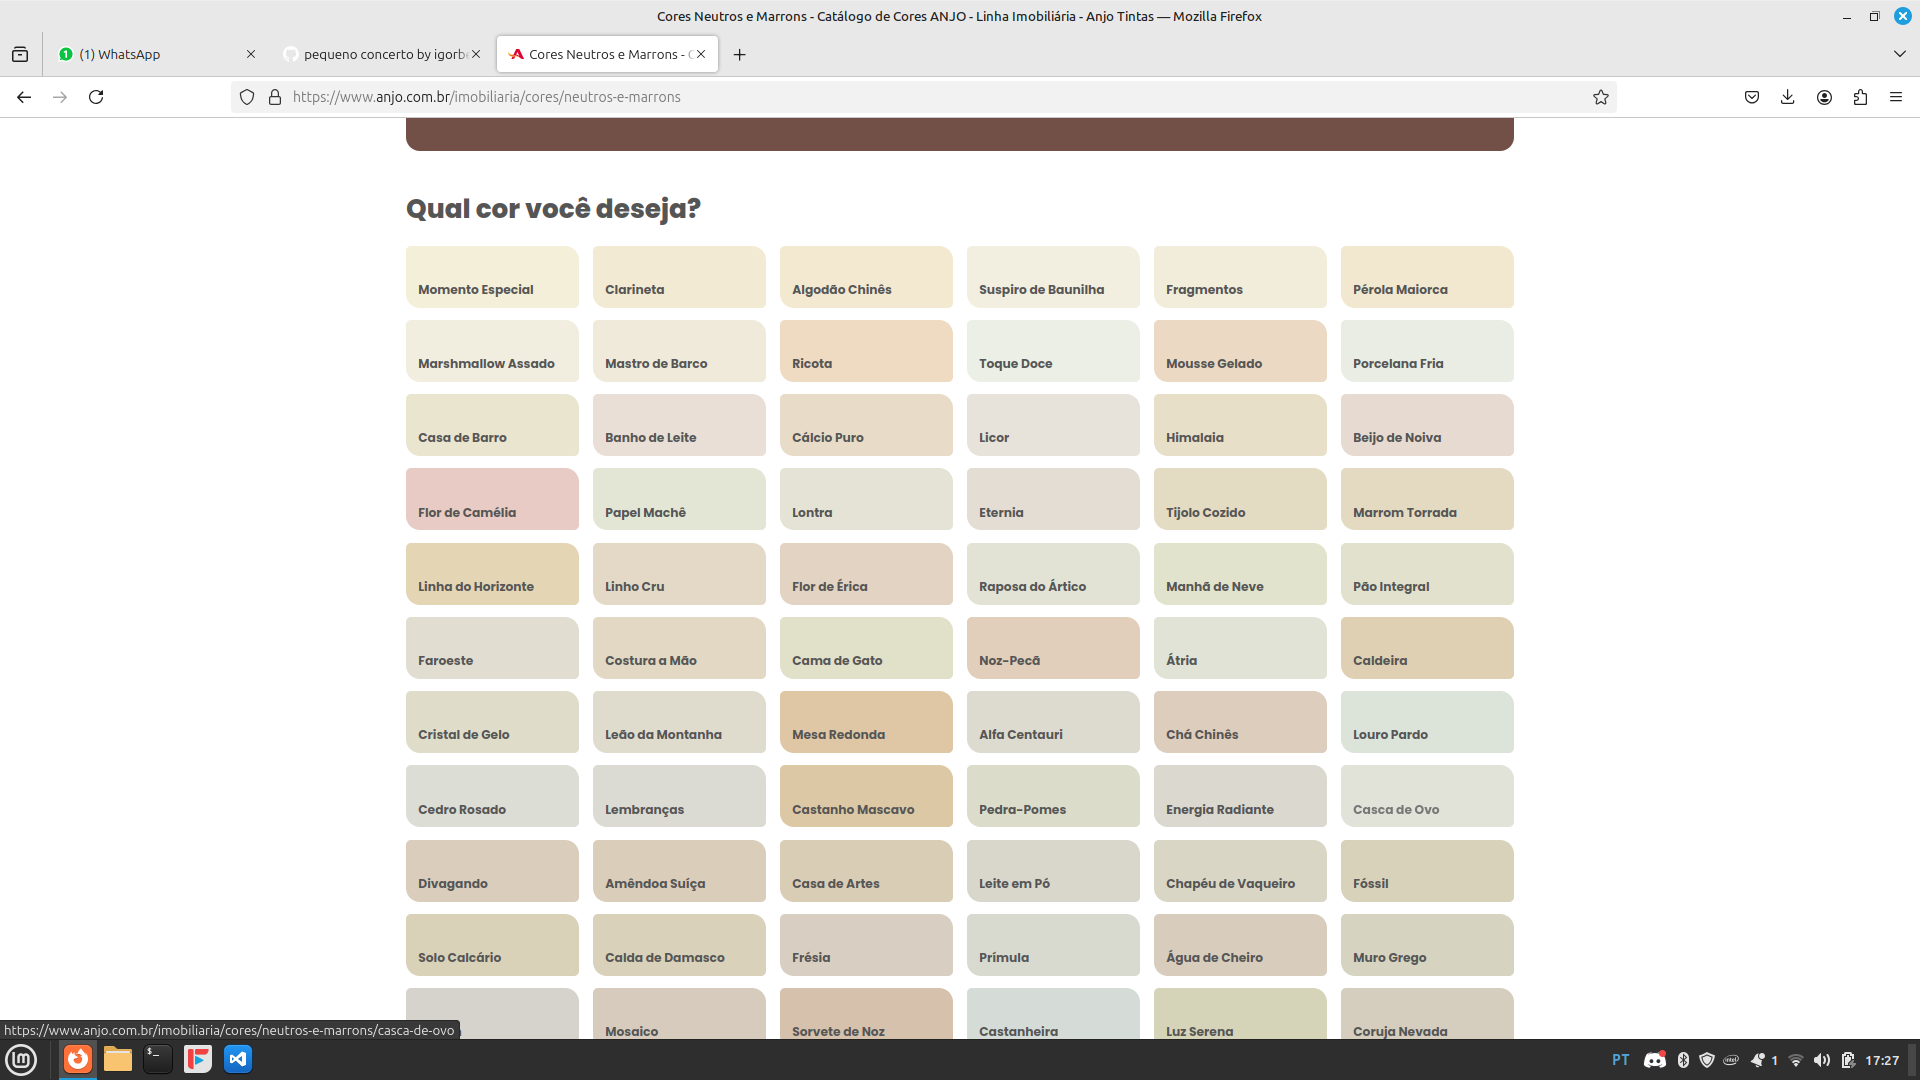 Cores Neutros e Marrons - Catálogo de Cores ANJO - Linha Imobiliária - Anjo Tintas — Mozilla Firefox
(1) WhatsApp
pequeno concerto by igorb
Cores Neutros e Marrons -
https://www.anjo.com.br/imobiliaria/cores/neutros-e-marrons
Qual cor você deseja?
Momento Especial
Clarineta
Algodão Chinês
Suspiro de Baunilha
Fragmentos
Pérola Maiorca
Marshmallow Assado
Mastro de Barco
Ricota
Toque Doce
Mousse Gelado
Porcelana Fria
Casa de Barro
Banho de Leite
Cálcio Puro
Licor
Himalaia
Beijo de Noiva
Flor de Camélia
Papel Machê
Lontra
Eternia
Tijolo Cozido
Marrom Torrada
Linha do Horizonte
Linho Cru
Flor de Érica
Raposa do Ártico
Manhã de Neve
Pão Integral
Faroeste
Costura a Mão
Cama de Gato
Noz-Pecã
Átria
Caldeira
Cristal de Gelo
Leão da Montanha
Mesa Redonda
Alfa Centauri
Chá Chinês
Louro Pardo
Cedro Rosado
Lembranças
Castanho Mascavo
Pedra-Pomes
Energia Radiante
Casca de Ovo
Divagando
Amêndoa Suíça
Casa de Artes
Leite em Pó
Chapéu de Vaqueiro
Fóssil
Solo Calcário
Calda de Damasco
Frésia
Prímula
Água de Cheiro
Muro Grego
Mosaico
Sorvete de Noz
Castanheira
Luz Serena
Coruja Nevada
https://www.anjo.com.br/imobiliaria/cores/neutros-e-marrons/casca-de-ovo
PT
1
17:27